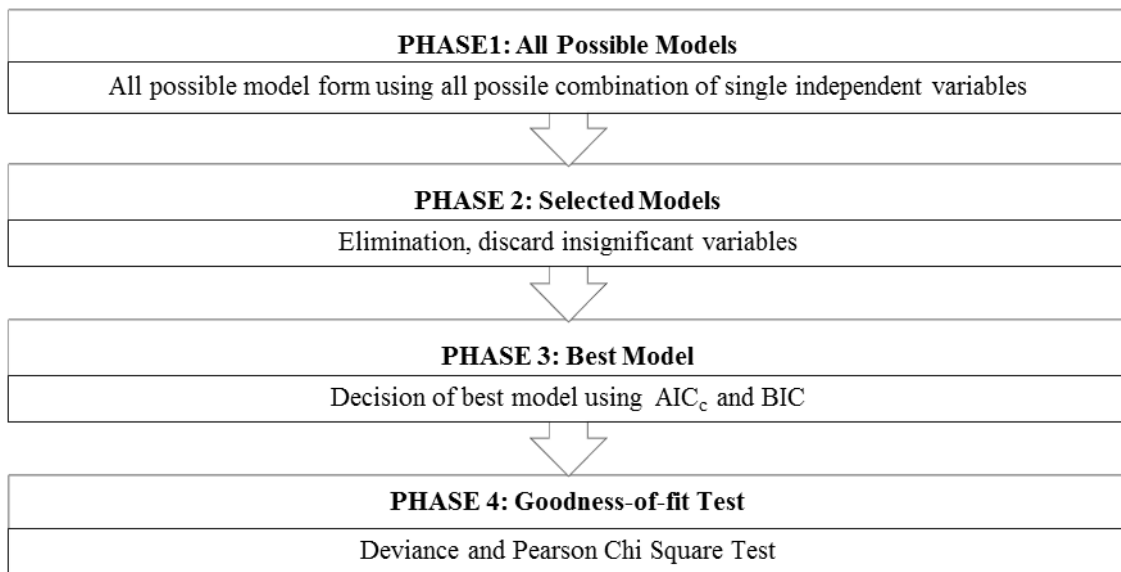 PHASE1: All Possible Models
All possible model form using all possile combination of single independent variables
PHASE 2: Selected Models
Elimination, discard insignificant variables
PHASE 3: Best Model
Decision of best model using AICc and BIC
PHASE 4: Goodness-of-fit Test
Deviance and Pearson Chi Square Test